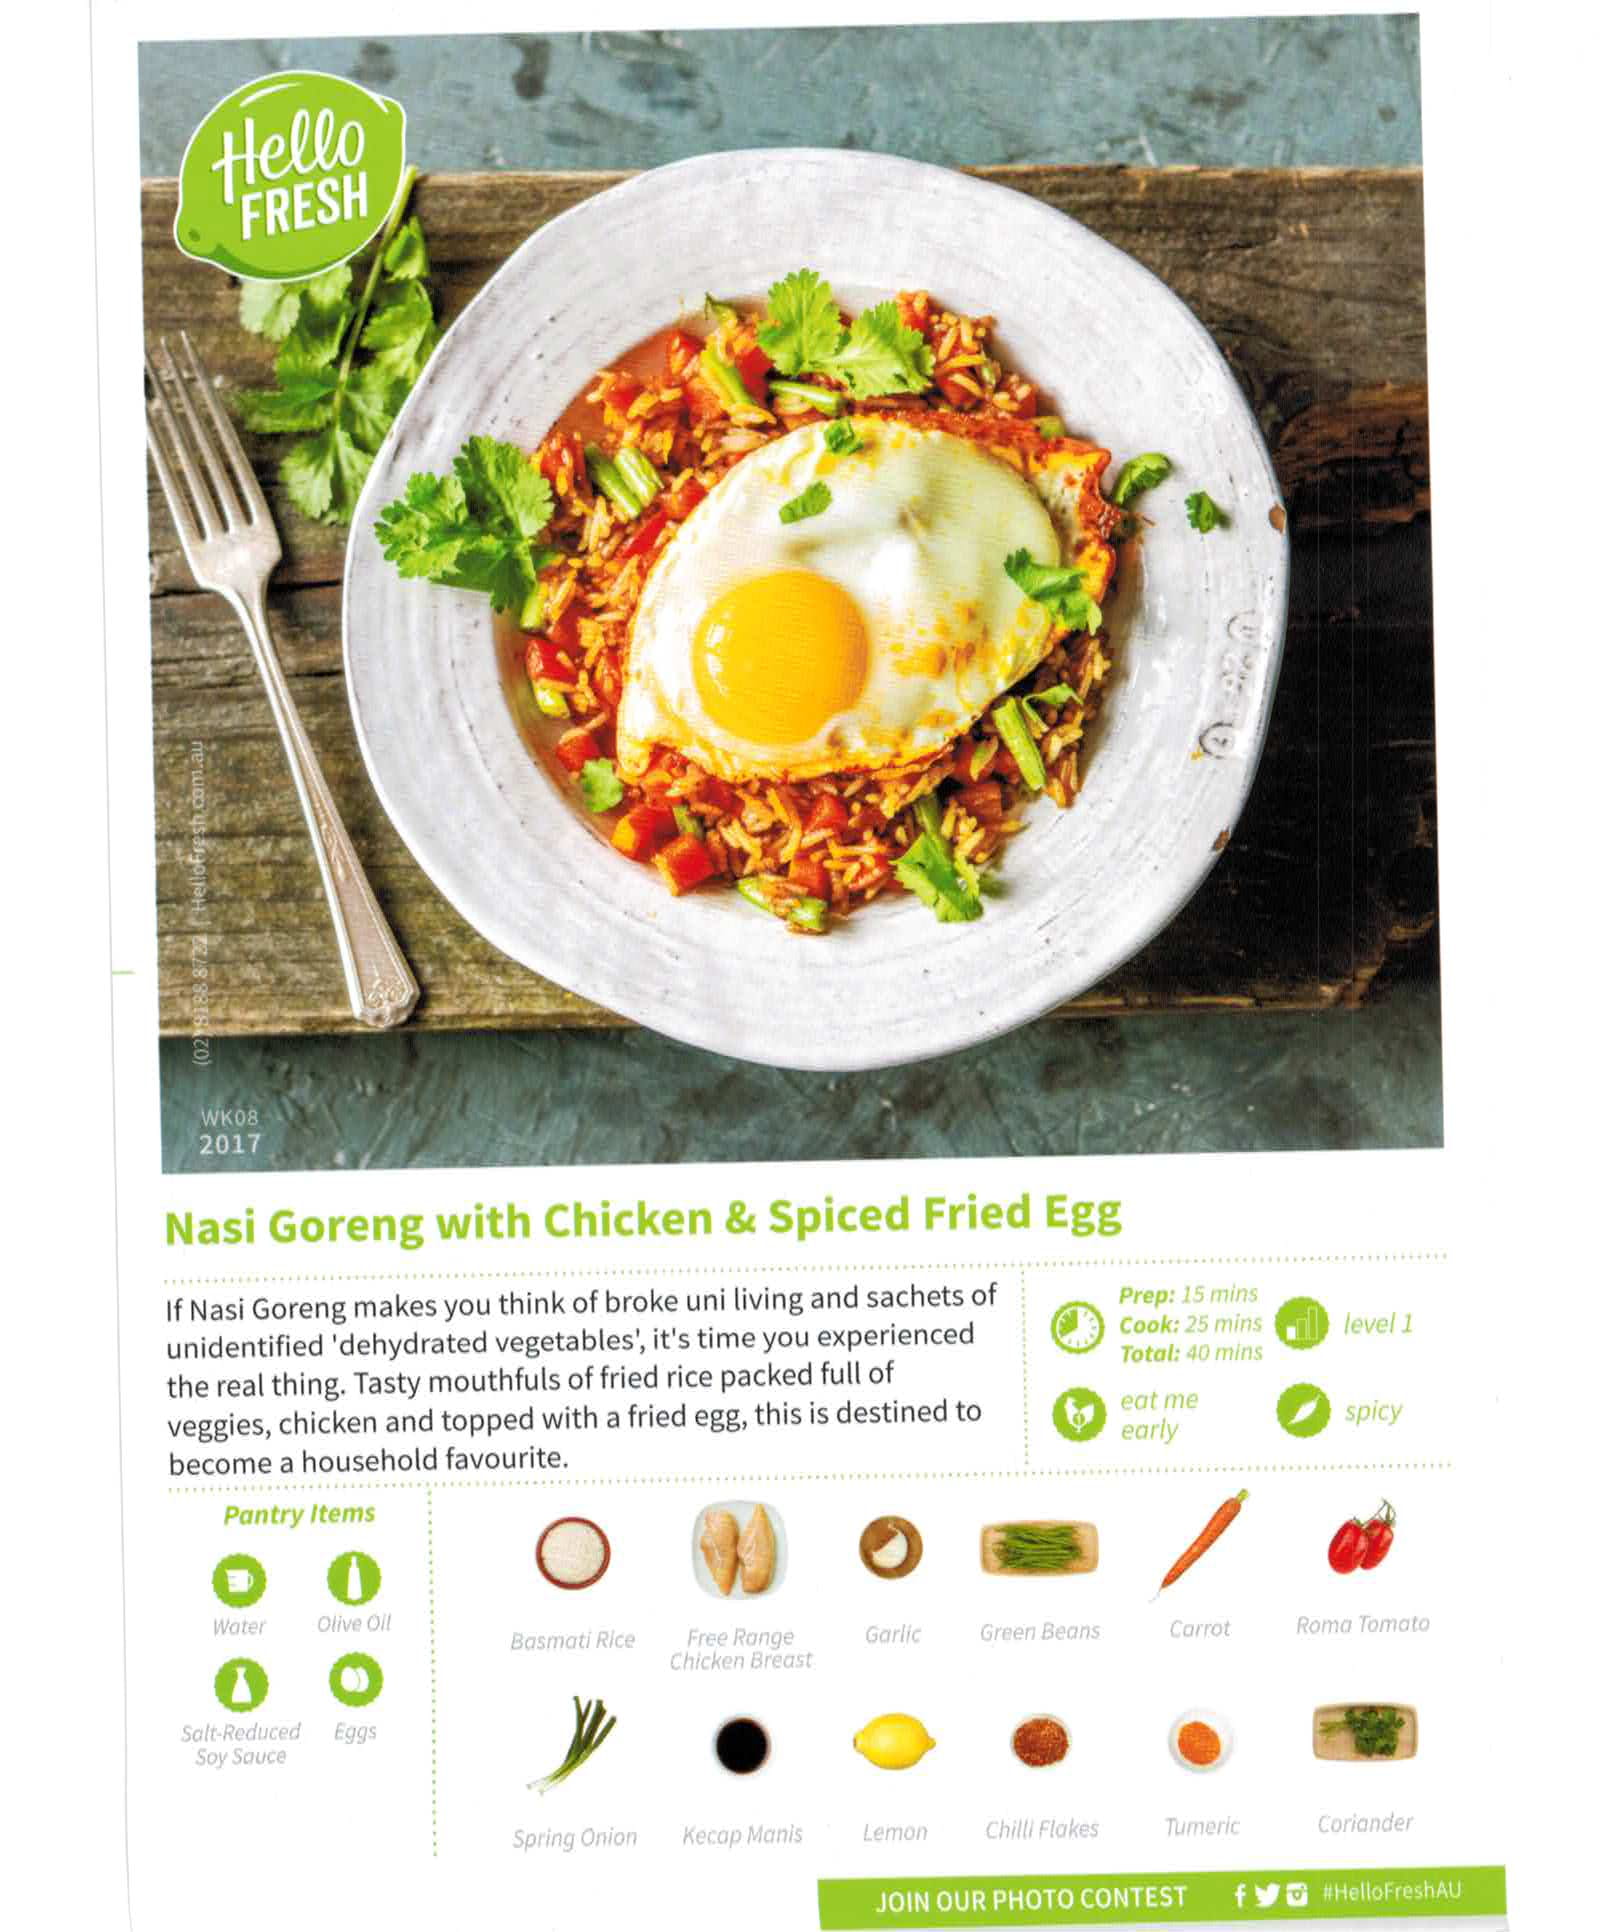 Hello
FRESH
(02) 8188 8722 | HelloFresh.com.au
WK08
2017
Nasi Goreng with Chicken & Spiced Fried Egg
If Nasi Goreng makes you think of broke uni living and sachets of
unidentified 'dehydrated vegetables', it's time you experienced
the real thing. Tasty mouthfuls of fried rice packed full of
veggies, chicken and topped with a fried egg, this is destined to
become a household favourite.
Prep: 15 mins
Cook: 25 mins
Total: 40 mins
level 1
eat me
early
spicy
Pantry Items
Water
Olive Oil
Salt-Reduced
Soy Sauce
Eggs
Basmati Rice
Free Range
Chicken Breast
Garlic
Green Beans
Carrot
Roma Tomato
Spring Onion
Kecap Manis
Lemon
Chilli Flakes
Tumeric
Coriander
JOIN OUR PHOTO CONTEST
#HelloFreshAU